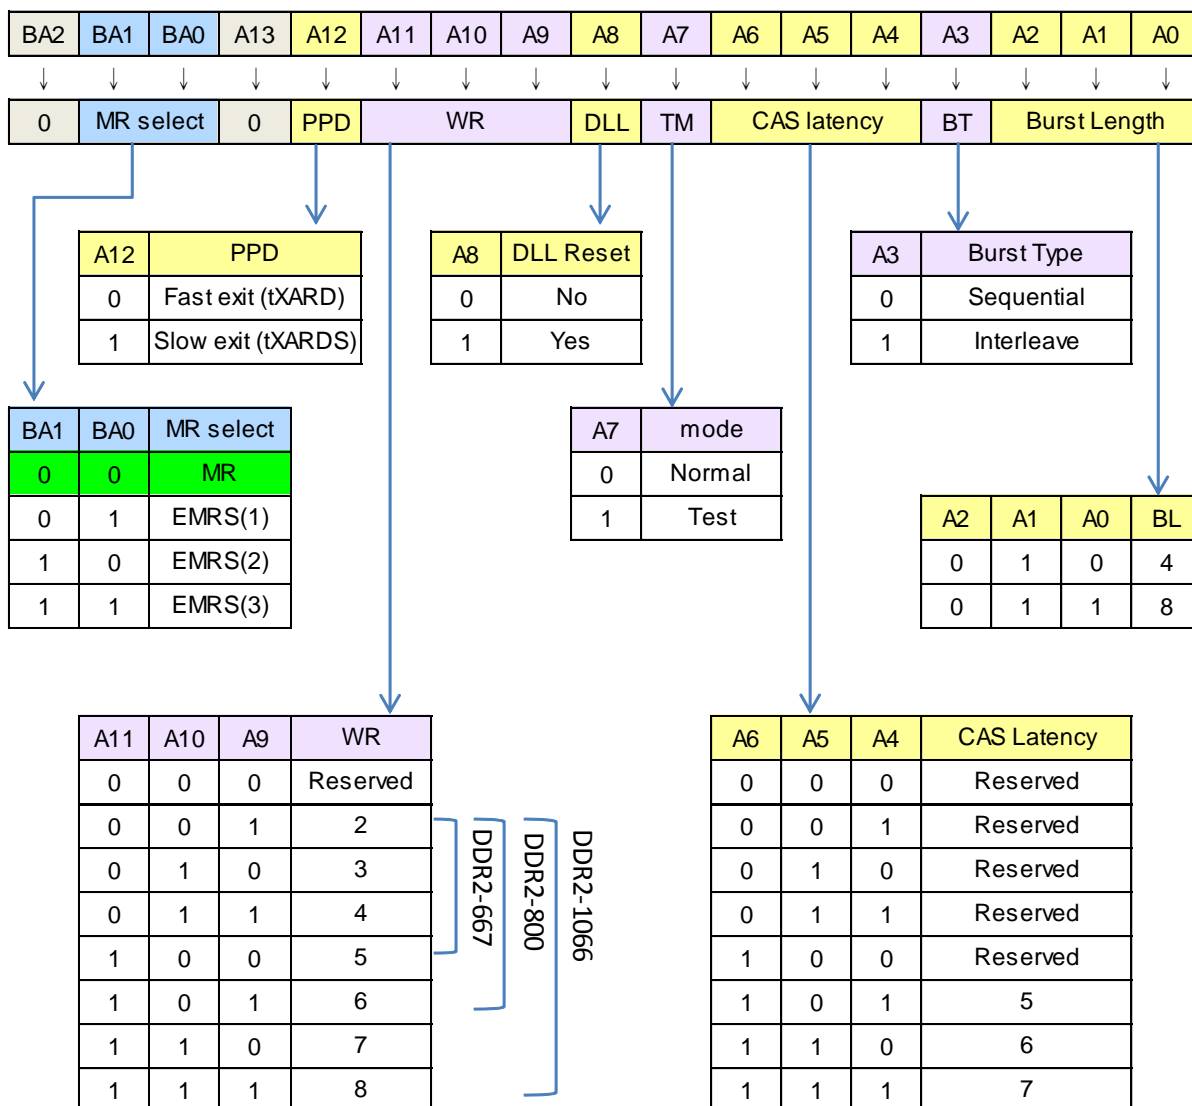 BA2 BA1 BA0 A13 A12 A11 A10 A9 A8 A7 A6 A5 A4 A3 A2 A1 A0
0 MR select 0 PPD WR DLL TM CAS latency BT Burst Length
A12 PPD
0 Fast exit (tXARD)
1 Slow exit (tXARDS)
A8 DLL Reset
0 No
1 Yes
A3 Burst Type
0 Sequential
1 Interleave
BA1 BA0 MR select
0 0 MR
0 1 EMRS(1)
1 0 EMRS(2)
1 1 EMRS(3)
A7 mode
0 Normal
1 Test
A2 A1 A0 BL
0 1 0 4
0 1 1 8
A11 A10 A9 WR
0 0 0 Reserved
0 0 1 2
0 1 0 3
0 1 1 4
1 0 0 5
1 0 1 6
1 1 0 7
1 1 1 8
DDR2-667
DDR2-800
DDR2-1066
A6 A5 A4 CAS Latency
0 0 0 Reserved
0 0 1 Reserved
0 1 0 Reserved
0 1 1 Reserved
1 0 0 Reserved
1 0 1 5
1 1 0 6
1 1 1 7